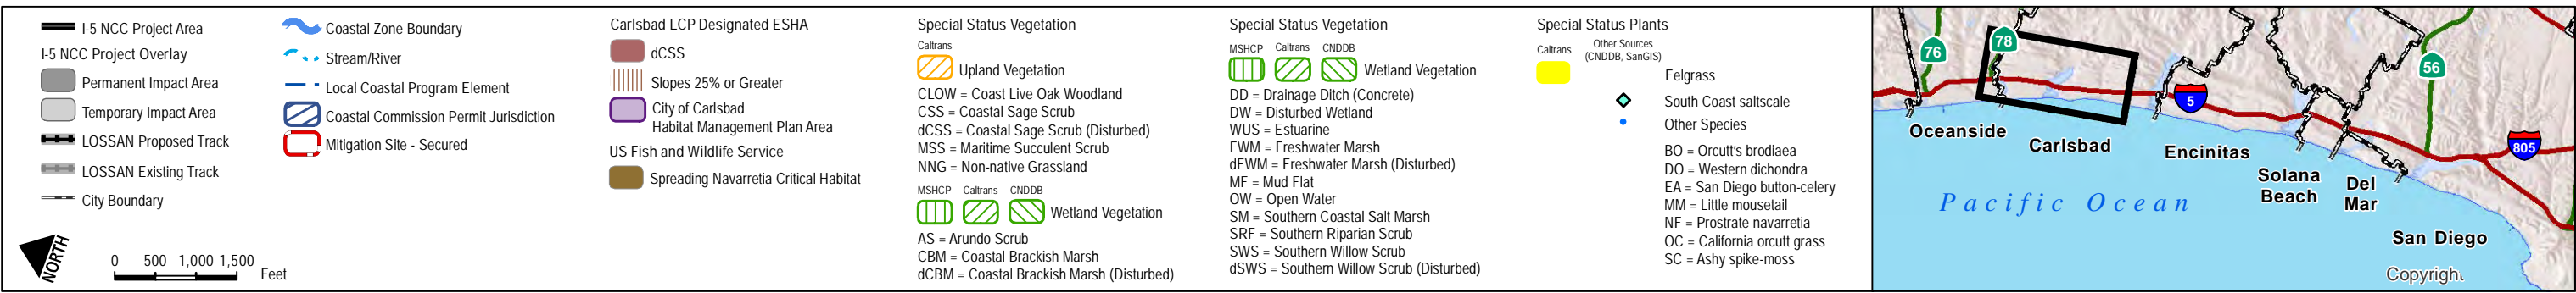 I-5 NCC Project Area
I-5 NCC Project Overlay
Permanent Impact Area
Temporary Impact Area
LOSSAN Proposed Track
LOSSAN Existing Track
City Boundary
NORTH
0 500 1,000 1,500
Feet
Coastal Zone Boundary
Stream/River
Local Coastal Program Element
Coastal Commission Permit Jurisdiction
Mitigation Site - Secured
Carlsbad LCP Designated ESHA
dCSS
Slopes 25% or Greater
City of Carlsbad
Habitat Management Plan Area
US Fish and Wildlife Service
Spreading Navarretia Critical Habitat
Special Status Vegetation
Caltrans
Upland Vegetation
CLOW = Coast Live Oak Woodland
CSS = Coastal Sage Scrub
dCSS = Coastal Sage Scrub (Disturbed)
MSS = Maritime Succulent Scrub
NNG = Non-native Grassland
MSHCP Caltrans CNDDB
Wetland Vegetation
AS = Arundo Scrub
CBM = Coastal Brackish Marsh
dCBM = Coastal Brackish Marsh (Disturbed)
Special Status Vegetation
MSHCP Caltrans CNDDB
Wetland Vegetation
DD = Drainage Ditch (Concrete)
DW = Disturbed Wetland
WUS = Estuarine
FWM = Freshwater Marsh
dFWM = Freshwater Marsh (Disturbed)
MF = Mud Flat
OW = Open Water
SM = Southern Coastal Salt Marsh
SRF = Southern Riparian Scrub
SWS = Southern Willow Scrub
dSWS = Southern Willow Scrub (Disturbed)
Special Status Plants
Caltrans
Other Sources
(CNDDB, SanGIS)
Eelgrass
South Coast saltscale
Other Species
BO = Orcutt's brodiaea
DO = Western dichondra
EA = San Diego button-celery
MM = Little mousetail
NF = Prostrate navarretia
OC = California orcutt grass
SC = Ashy spike-moss
76
78
56
5
805
Oceanside
Carlsbad
Encinitas
Solana
Beach
Del
Mar
Pacific Ocean
San Diego
Copyright